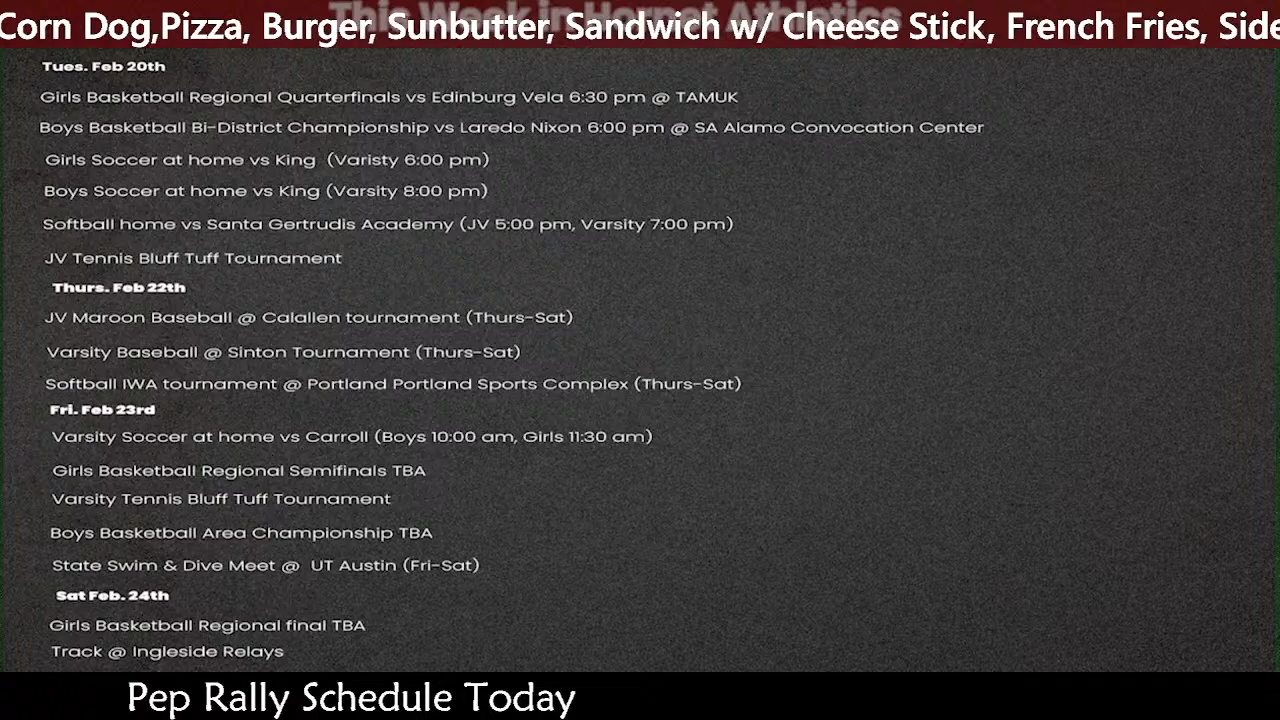 This Week in Hornet Athletics
Corn Dog,Pizza, Burger, Sunbutter, Sandwich w/ Cheese Stick, French Fries, Side
Tues. Feb 20th
Girls Basketball Regional Quarterfinals vs Edinburg Vela 6:30 pm @ TAMUK
Boys Basketball Bi-District Championship vs Laredo Nixon 6:00 pm @ SA Alamo Convocation Center
Girls Soccer at home vs King (Varisty 6:00 pm)
Boys Soccer at home vs King (Varsity 8:00 pm)
Softball home vs Santa Gertrudis Academy (JV 5:00 pm, Varsity 7:00 pm)
JV Tennis Bluff Tuff Tournament
Thurs. Feb 22th
JV Maroon Baseball @ Calallen tournament (Thurs-Sat)
Varsity Baseball @ Sinton Tournament (Thurs-Sat)
Softball IWA tournament @ Portland Portland Sports Complex (Thurs-Sat)
Fri. Feb 23rd
Varsity Soccer at home vs Carroll (Boys 10:00 am, Girls 11:30 am)
Girls Basketball Regional Semifinals TBA
Varsity Tennis Bluff Tuff Tournament
Boys Basketball Area Championship TBA
State Swim & Dive Meet @ UT Austin (Fri-Sat)
Sat Feb. 24th
Girls Basketball Regional final TBA
Track @ Ingleside Relays
Pep Rally Schedule Today